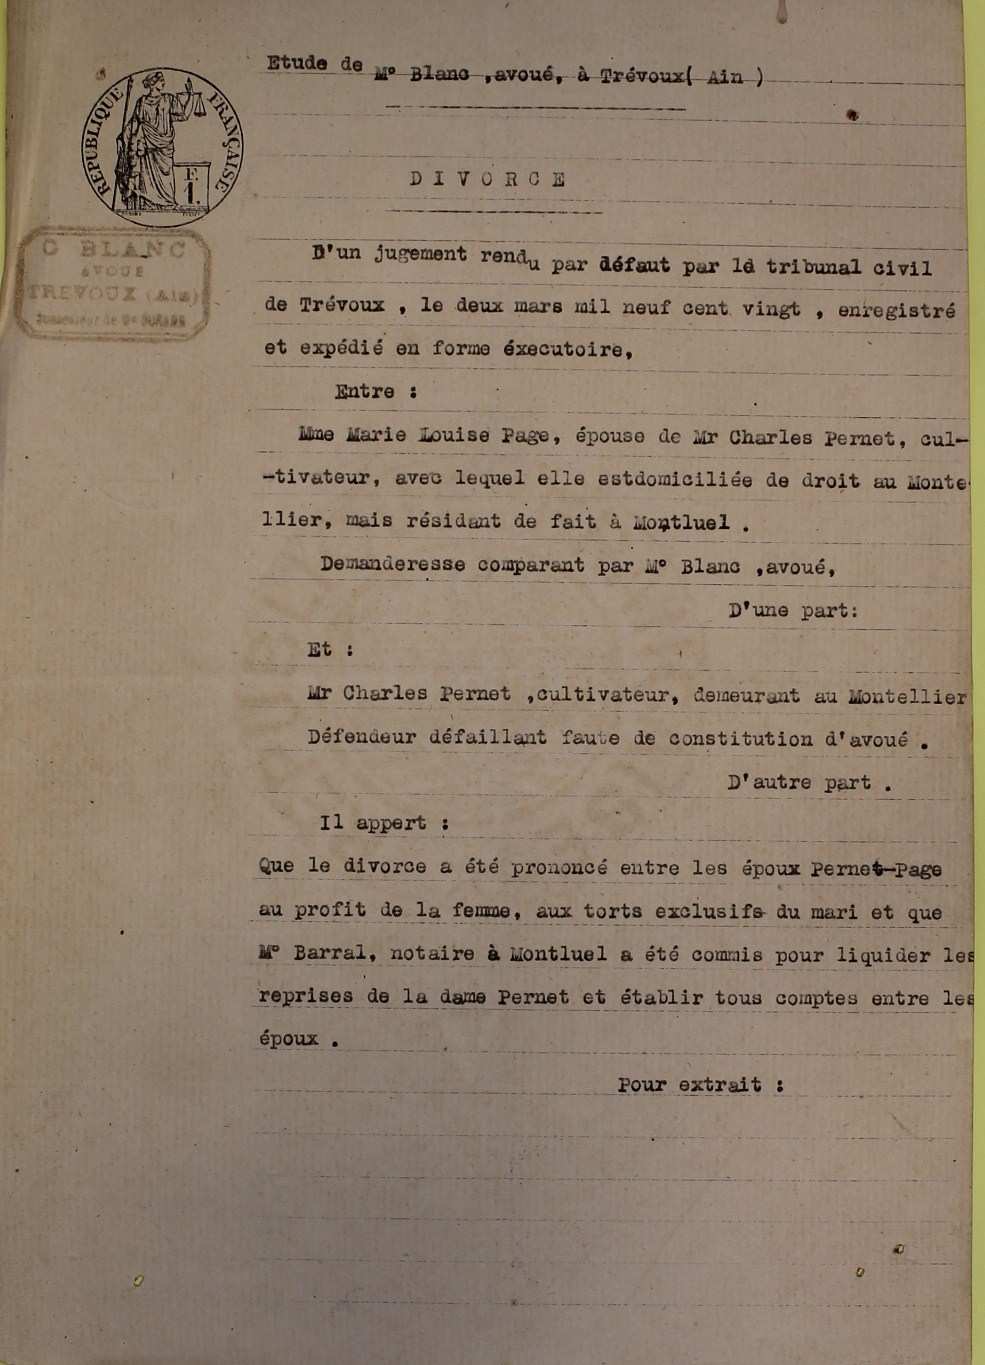 Etude de Mº Blanc ,avoué, à Trévoux( Ain )
REPUBLIQUE FRANÇAISE
F.
1.
DIVORCE
C BLANC
AVOUÉ
TREVOUX (Ain)
Successeur de Mº
D'un jugement rendu par défaut par le tribunal civil
de Trévoux , le deux mars mil neuf cent vingt , enregistré
et expédié en forme éxecutoire,
Entre :
Mme Marie Louise Page, épouse de Mr Charles Pernet, cul-
-tivateur, avec lequel elle estdomiciliée de droit au Monte
llier, mais résidant de fait à Montluel .
Demanderesse comparant par Mº Blanc ,avoué,
D'une part:
Et :
Mr Charles Pernet ,cultivateur, demeurant au Montellier
Défendeur défaillant faute de constitution d'avoué .
D'autre part .
Il appert :
Que le divorce a été prononcé entre les époux Pernet-Page
au profit de la femme, aux torts exclusifs du mari et que
Mº Barral, notaire à Montluel a été commis pour liquider les
reprises de la dame Pernet et établir tous comptes entre les
époux .
Pour extrait :